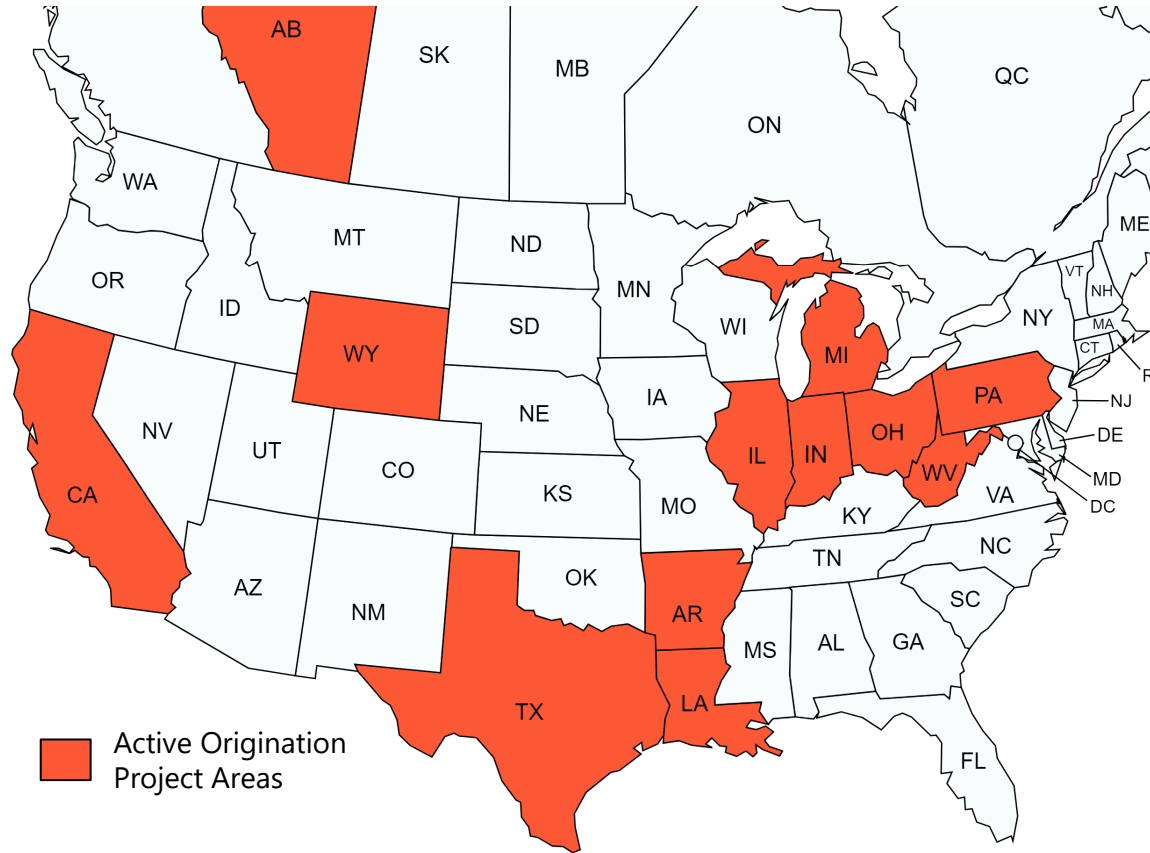 AB
SK
MB
QC
ON
WA
ME
MT
ND
VT
OR
NH
MN
ID
NY
MA
SD
WI
CT
WY
MI
R
PA
IA
NJ
NE
NV
OH
DE
UT
IL
IN
CO
WV
MD
CA
KS
VA
MO
DC
KY
NC
TN
OK
AZ
SC
NM
AR
GA
AL
MS
LA
TX
Active Origination
Project Areas
FL